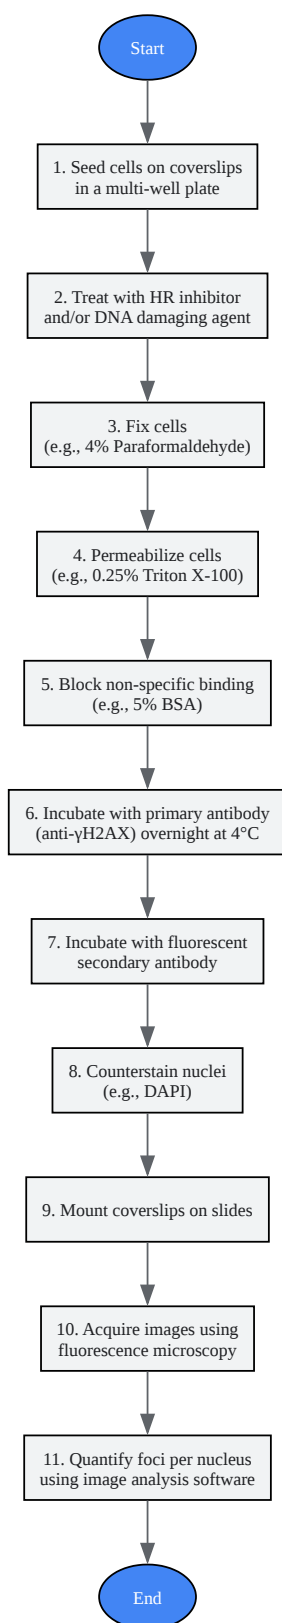 Start
1. Seed cells on coverslips
in a multi-well plate
2. Treat with HR inhibitor
and/or DNA damaging agent
3. Fix cells
(e.g., 4% Paraformaldehyde)
4. Permeabilize cells
(e.g., 0.25% Triton X-100)
5. Block non-specific binding
(e.g., 5% BSA)
6. Incubate with primary antibody
(anti-γH2AX) overnight at 4°C
7. Incubate with fluorescent
secondary antibody
8. Counterstain nuclei
(e.g., DAPI)
9. Mount coverslips on slides
10. Acquire images using
fluorescence microscopy
11. Quantify foci per nucleus
using image analysis software
End